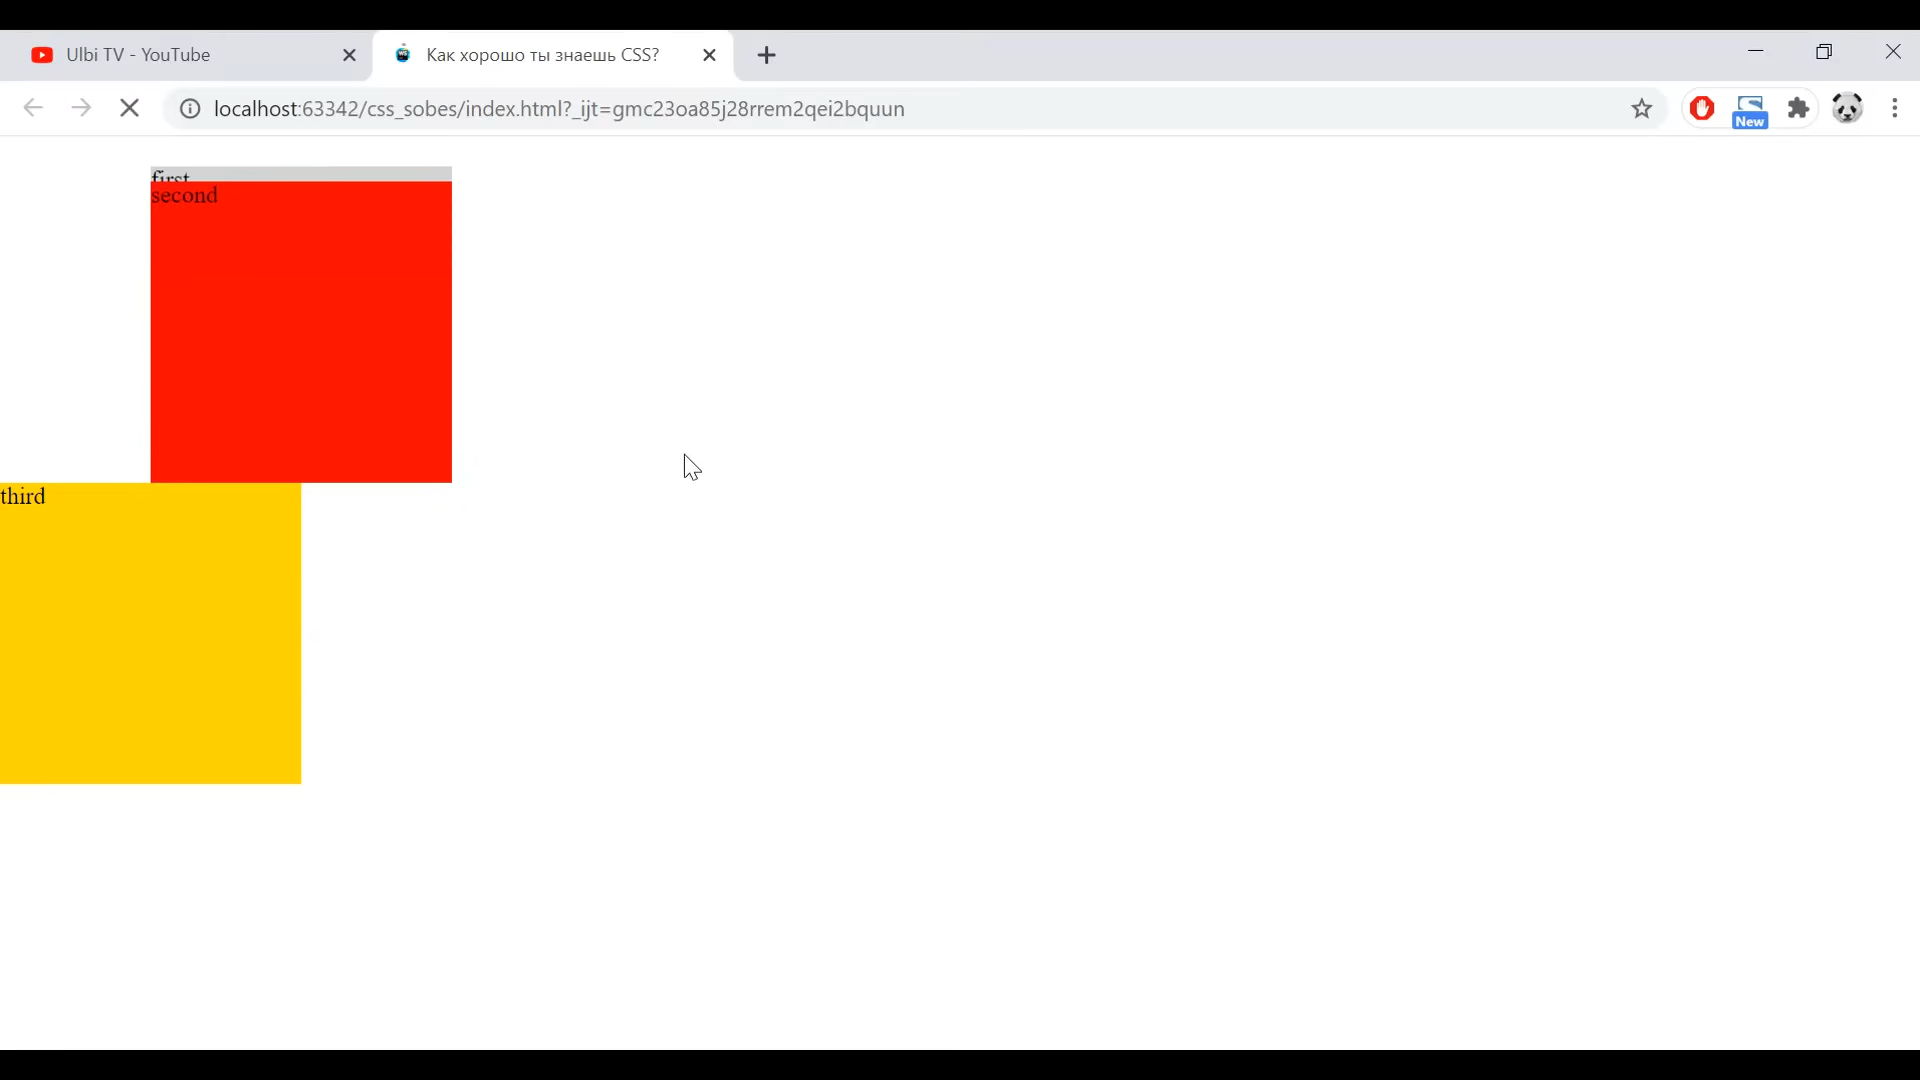 Ulbi TV - YouTube
Как хорошо ты знаешь CSS?
localhost:63342/css_sobes/index.html?_ijt=gmc23oa85j28rrem2qei2bquun
New
first
second
third